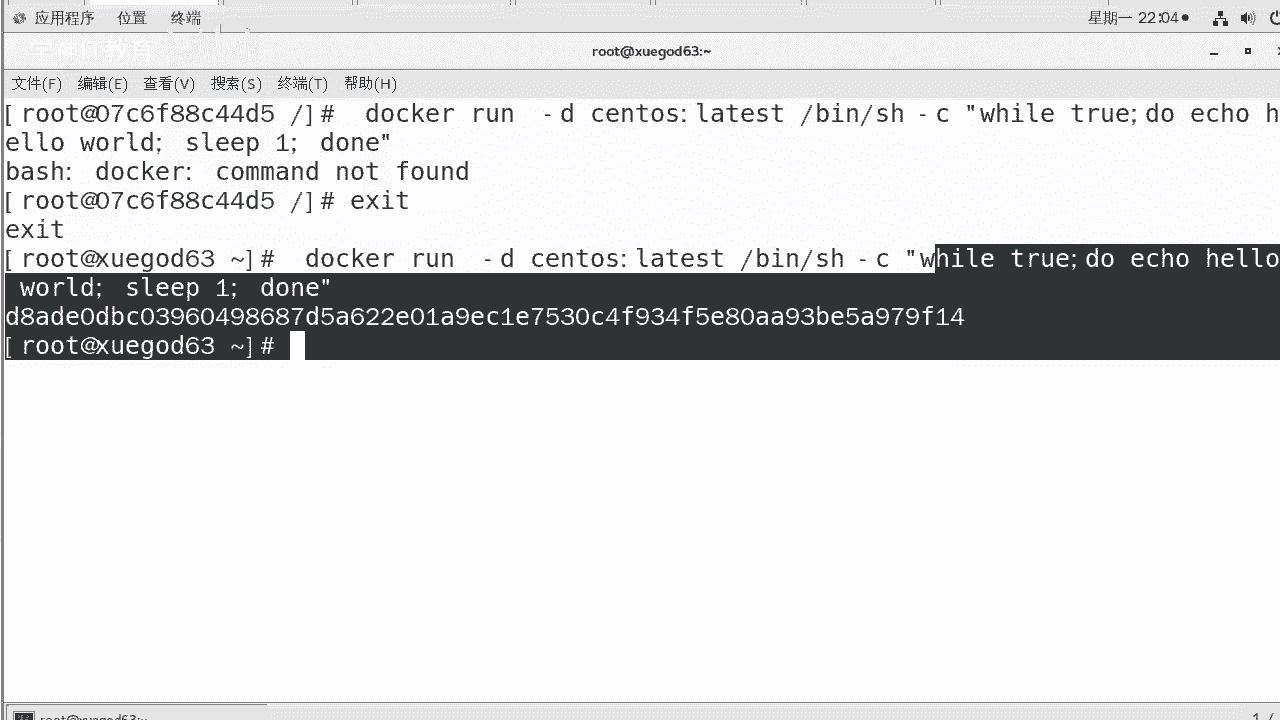 应用程序 位置 终端 星期一 22:04
学神IT教育
root@xuegod63:~
文件(F) 编辑(E) 查看(V) 搜索(S) 终端(T) 帮助(H)
[root@07c6f88c44d5 /]# docker run -d centos:latest /bin/sh -c "while true;do echo h
ello world; sleep 1; done"
bash: docker: command not found
[root@07c6f88c44d5 /]# exit
exit
[root@xuegod63 ~]# docker run -d centos:latest /bin/sh -c "while true;do echo hello
world; sleep 1; done"
d8ade0dbc03960498687d5a622e01a9ec1e7530c4f934f5e80aa93be5a979f14
[root@xuegod63 ~]#
root@xuegod63:~
1 /